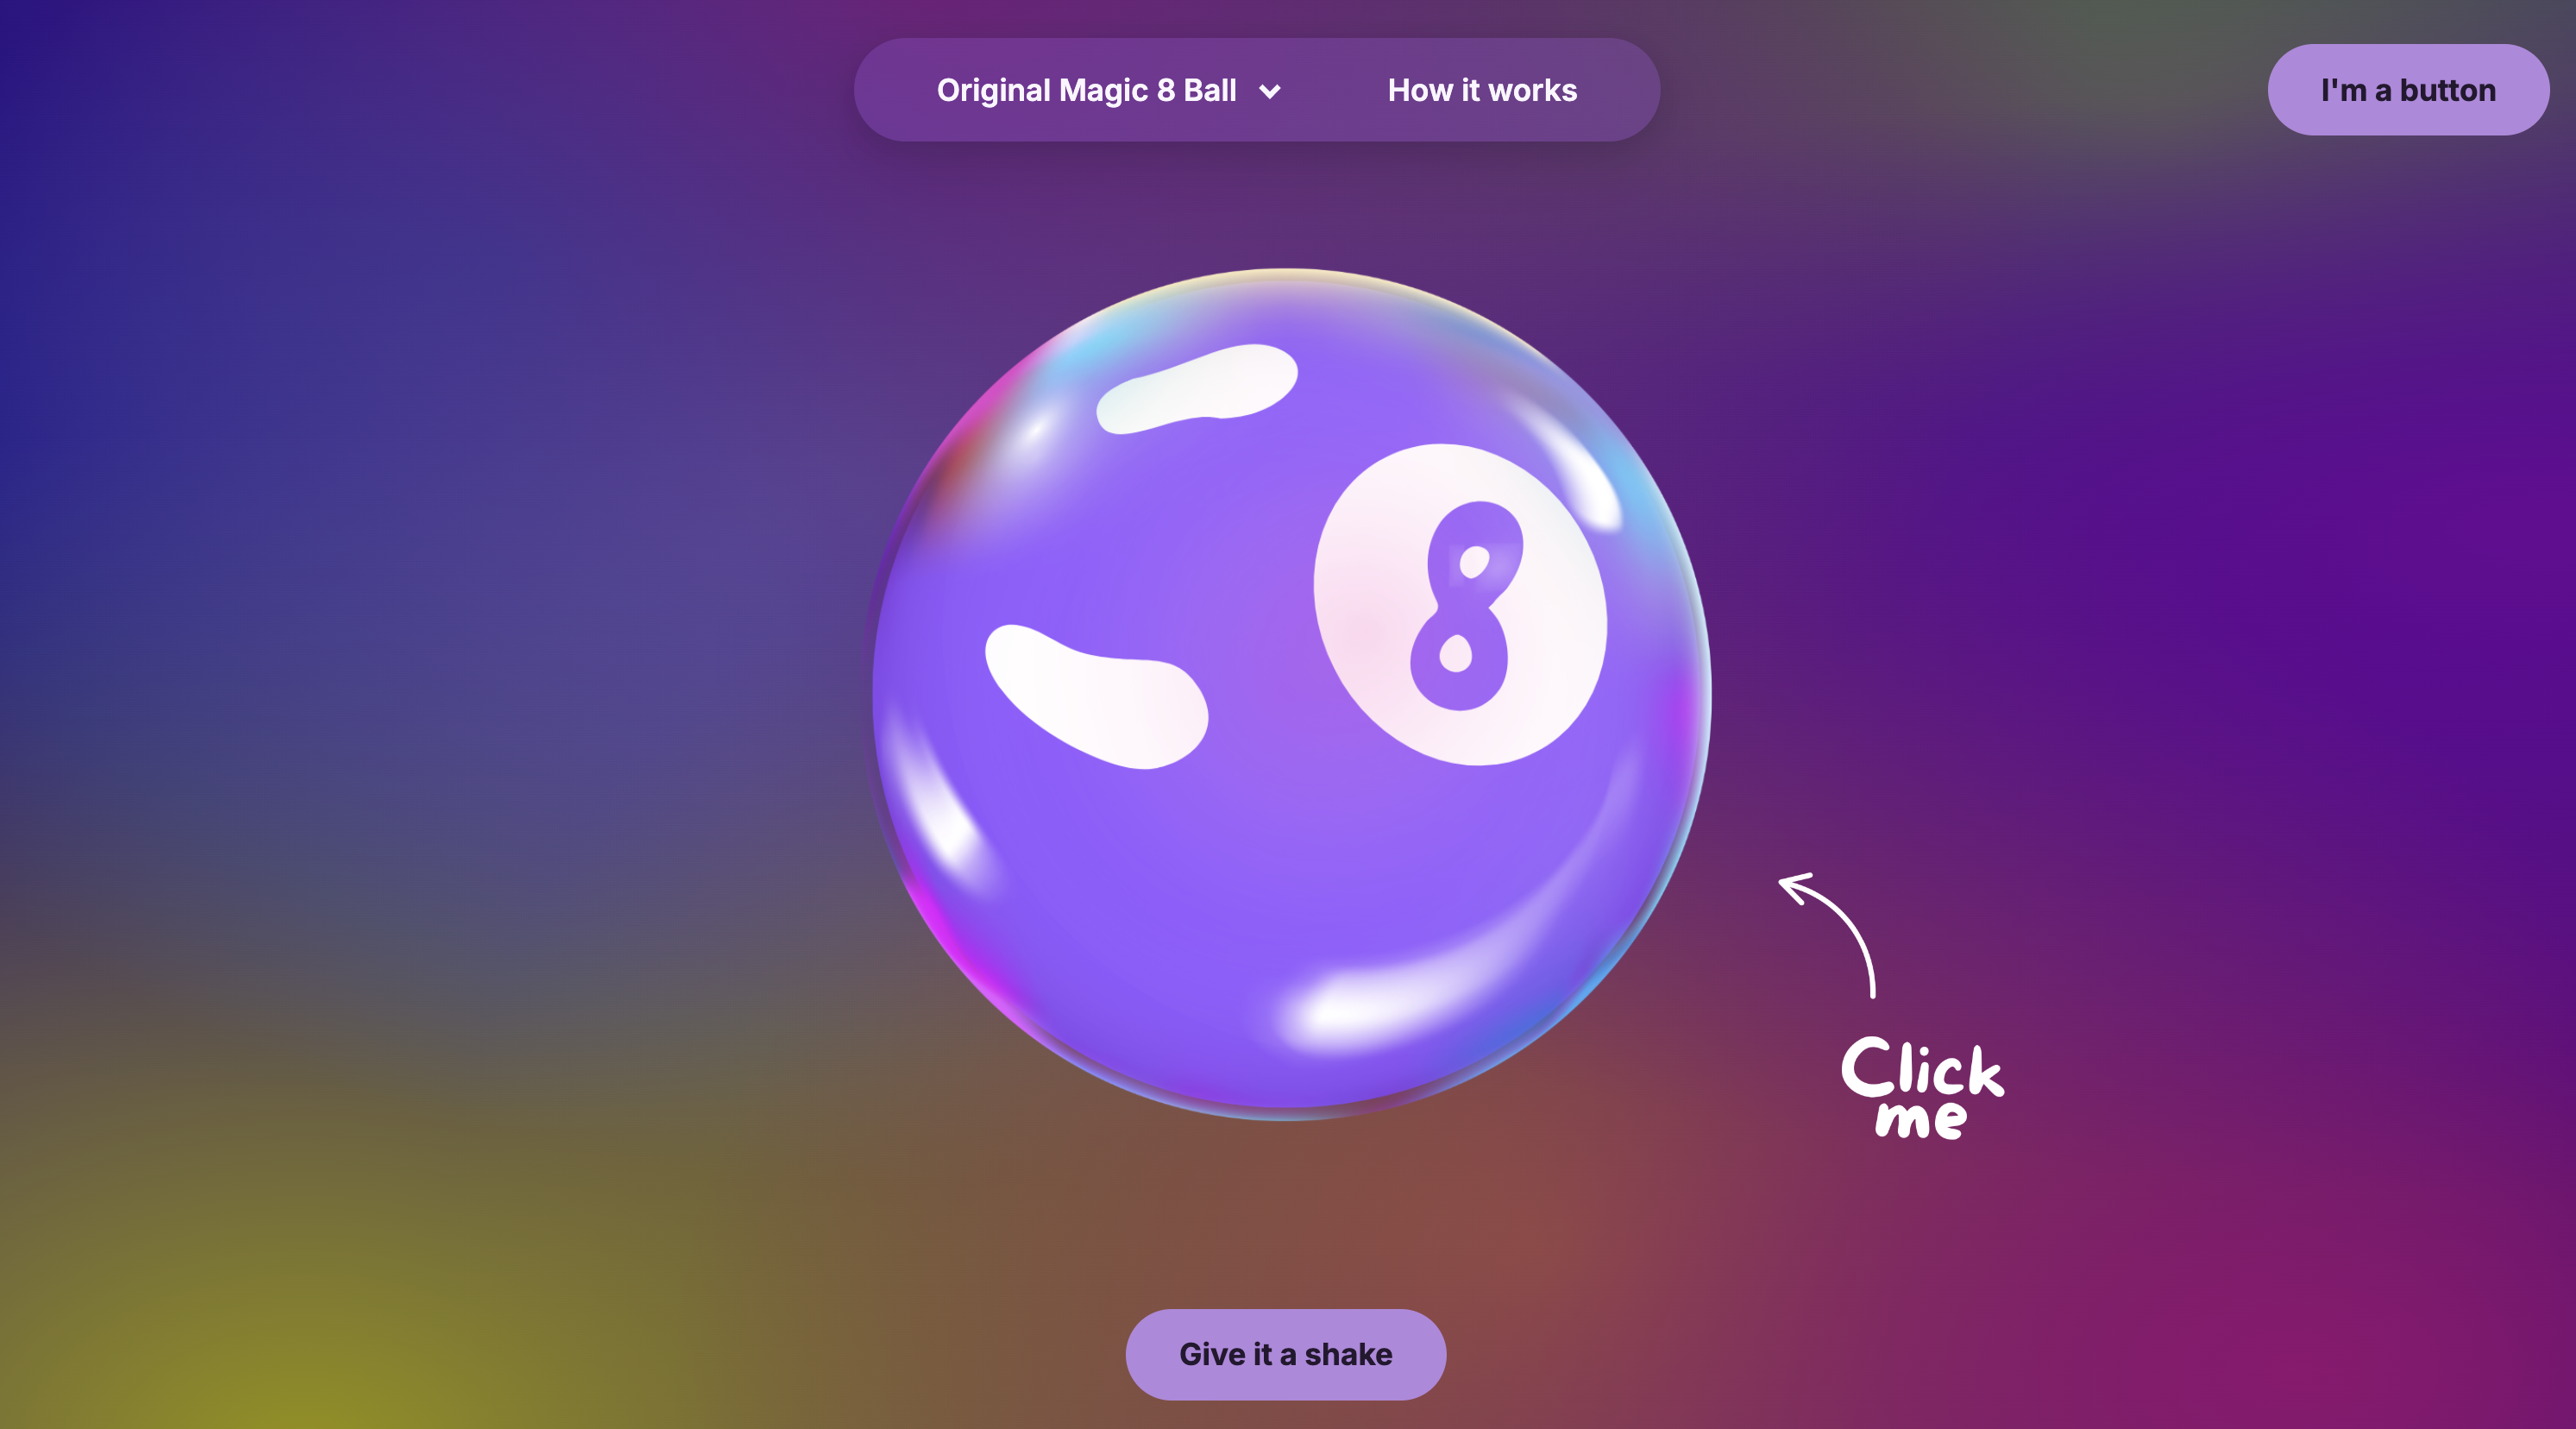 Original Magic 8 Ball
How it works
I'm a button
8
Click
me
Give it a shake